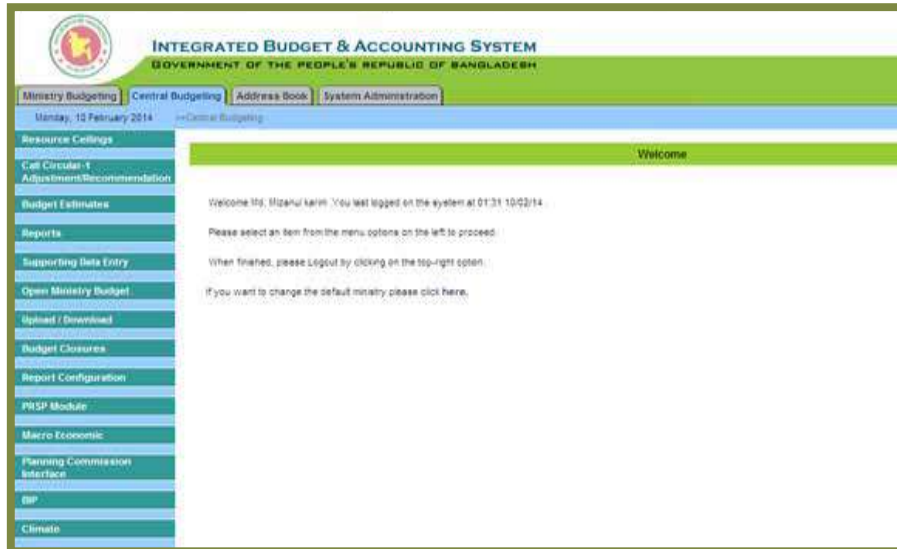 INTEGRATED BUDGET & ACCOUNTING SYSTEM
GOVERNMENT OF THE PEOPLE'S REPUBLIC OF BANGLADESH
Ministry Budgeting Central Budgeting Address Book System Administration
Monday, 10 February 2014 >>Central Budgeting
Resource Ceilings
Call Circular-1
Adjustment/Recommendation
Budget Estimates
Reports
Supporting Data Entry
Open Ministry Budget
Upload / Download
Budget Closures
Report Configuration
PRSP Module
Macro Economic
Planning Commission
Interface
BIP
Climate
Welcome
Welcome Md. Mizanul karim .You last logged on the system at 01:31 10/02/14
Please select an item from the menu options on the left to proceed.
When finished, please Logout by clicking on the top-right option.
If you want to change the default ministry please click here.